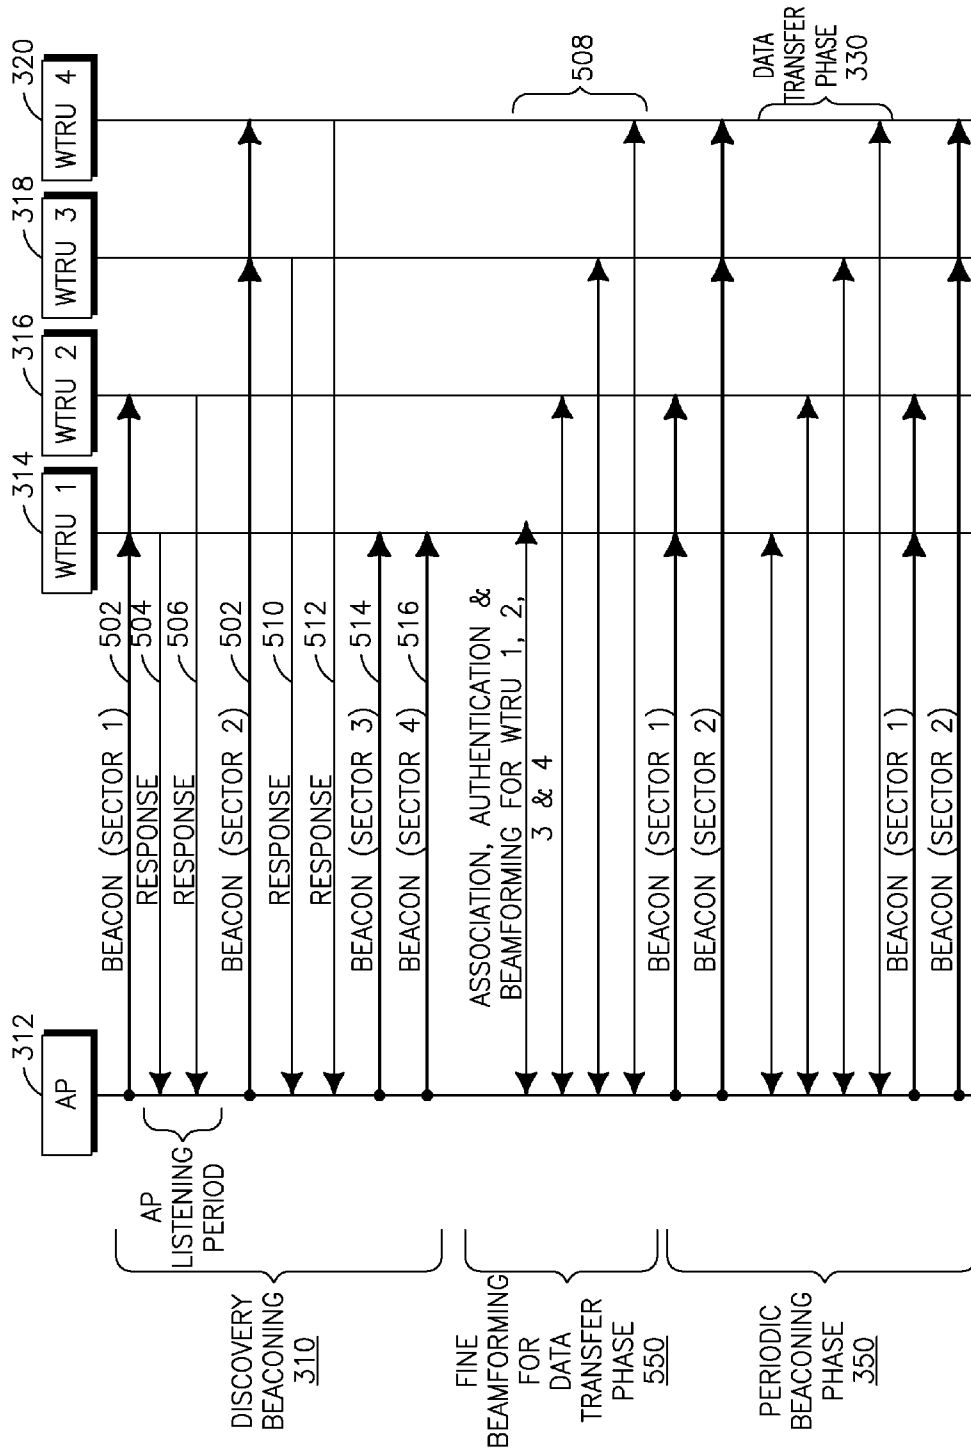 AP
312
WTRU 1
314
WTRU 2
316
WTRU 3
318
WTRU 4
320
DISCOVERY
BEACONING
310
AP
LISTENING
PERIOD
BEACON (SECTOR 1)
502
RESPONSE
504
RESPONSE
506
BEACON (SECTOR 2)
502
RESPONSE
510
RESPONSE
512
BEACON (SECTOR 3)
514
BEACON (SECTOR 4)
516
FINE
BEAMFORMING
FOR
DATA
TRANSFER
PHASE
550
ASSOCIATION, AUTHENTICATION &
BEAMFORMING FOR WTRU 1, 2,
3 & 4
508
PERIODIC
BEACONING
PHASE
350
BEACON (SECTOR 1)
BEACON (SECTOR 2)
DATA
TRANSFER
PHASE
330
BEACON (SECTOR 1)
BEACON (SECTOR 2)